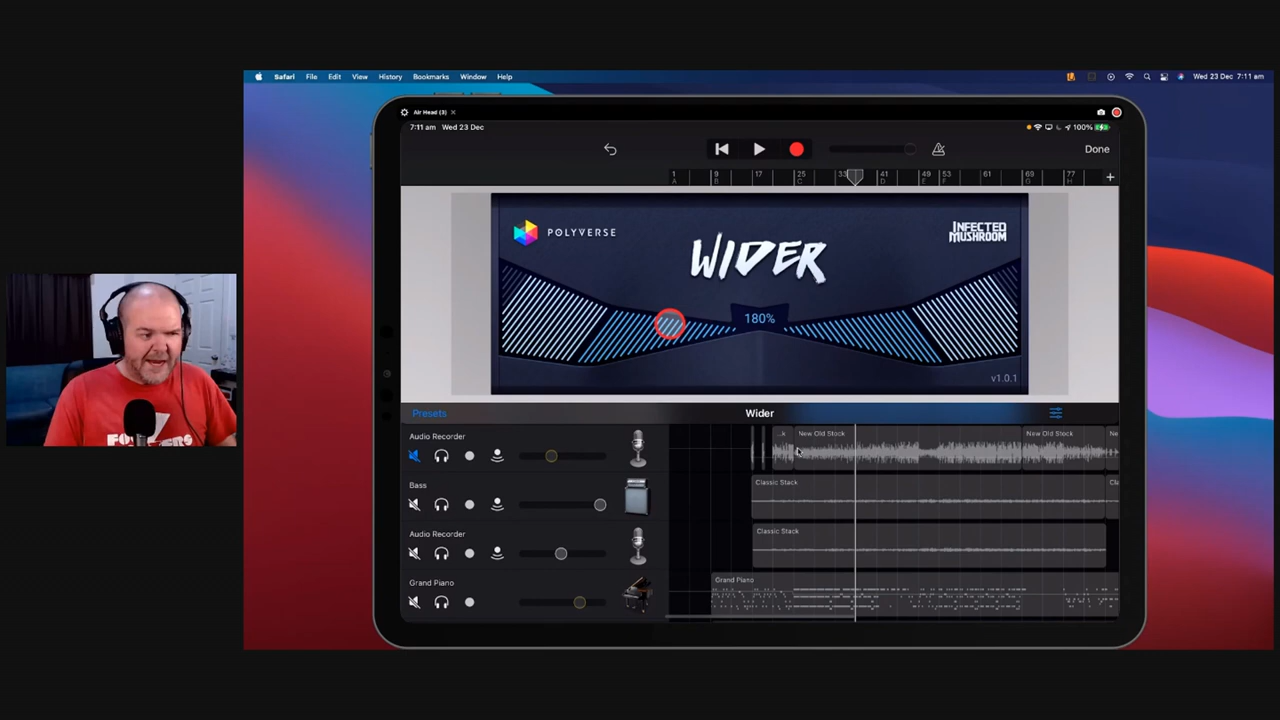 Safari File Edit View History Bookmarks Window Help Wed 23 Dec 7:11 am
Air Head (3)
7:11 am Wed 23 Dec 100%
Done
1 9 17 25 33 41 49 53 61 69 77
A B C D E F G H
POLYVERSE
WIDER
INFECTED
MUSHROOM
180%
v1.0.1
Presets Wider
Audio Recorder
..k New Old Stock New Old Stock Ne
Bass
Classic Stack Cla
Audio Recorder
Classic Stack
Grand Piano
Grand Piano